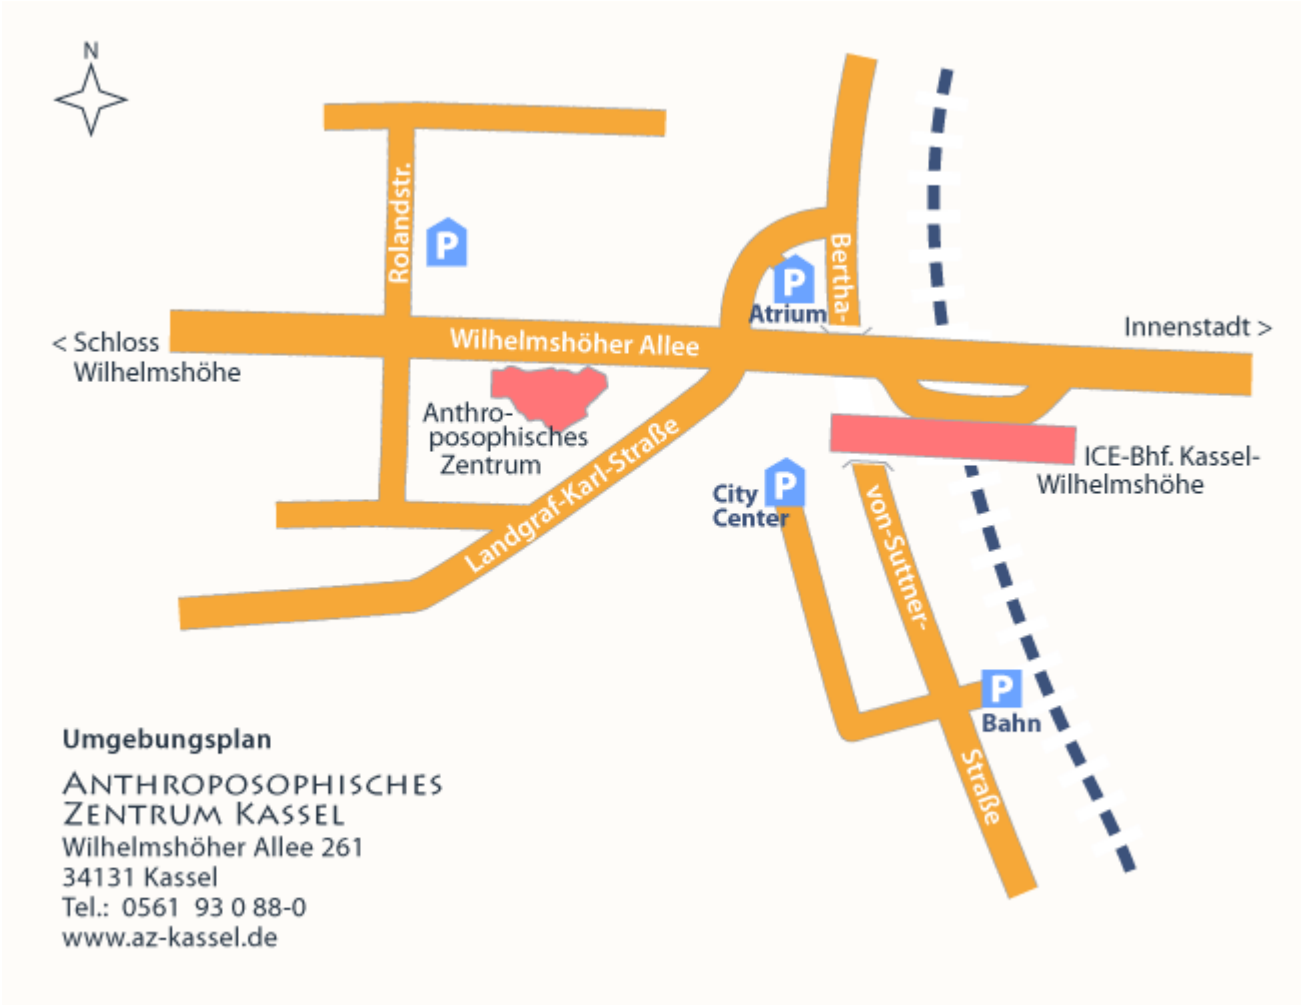 N
Rolandstr.
P
Bertha-
P
Atrium
Innenstadt >
< Schloss
Wilhelmshöhe
Wilhelmshöher Allee
Anthro-
posophisches
Zentrum
Landgraf-Karl-Straße
ICE-Bhf. Kassel-
Wilhelmshöhe
P
City
Center
von-Suttner-
P
Bahn
Straße
Umgebungsplan
ANTHROPOSOPHISCHES
ZENTRUM KASSEL
Wilhelmshöher Allee 261
34131 Kassel
Tel.: 0561 93 0 88-0
www.az-kassel.de